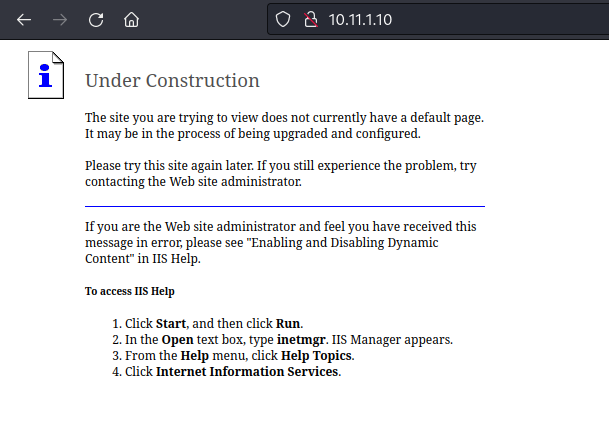 10.11.1.10
Under Construction
The site you are trying to view does not currently have a default page.
It may be in the process of being upgraded and configured.
Please try this site again later. If you still experience the problem, try
contacting the Web site administrator.
If you are the Web site administrator and feel you have received this
message in error, please see "Enabling and Disabling Dynamic
Content" in IIS Help.
To access IIS Help
1. Click Start, and then click Run.
2. In the Open text box, type inetmgr. IIS Manager appears.
3. From the Help menu, click Help Topics.
4. Click Internet Information Services.